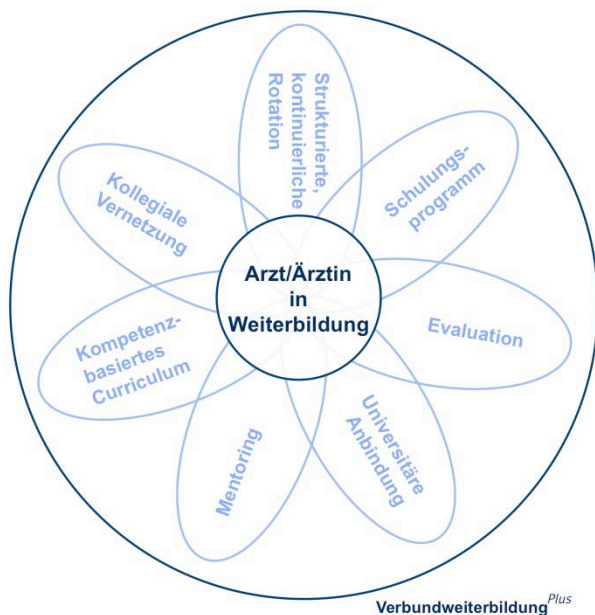 Strukturierte,
kontinuierliche
Rotation
Schulungs-
programm
Evaluation
Universitäre
Anbindung
Mentoring
Kompetenz-
basiertes
Curriculum
Kollegiale
Vernetzung
Arzt/Ärztin
in
Weiterbildung
Verbundweiterbildung Plus